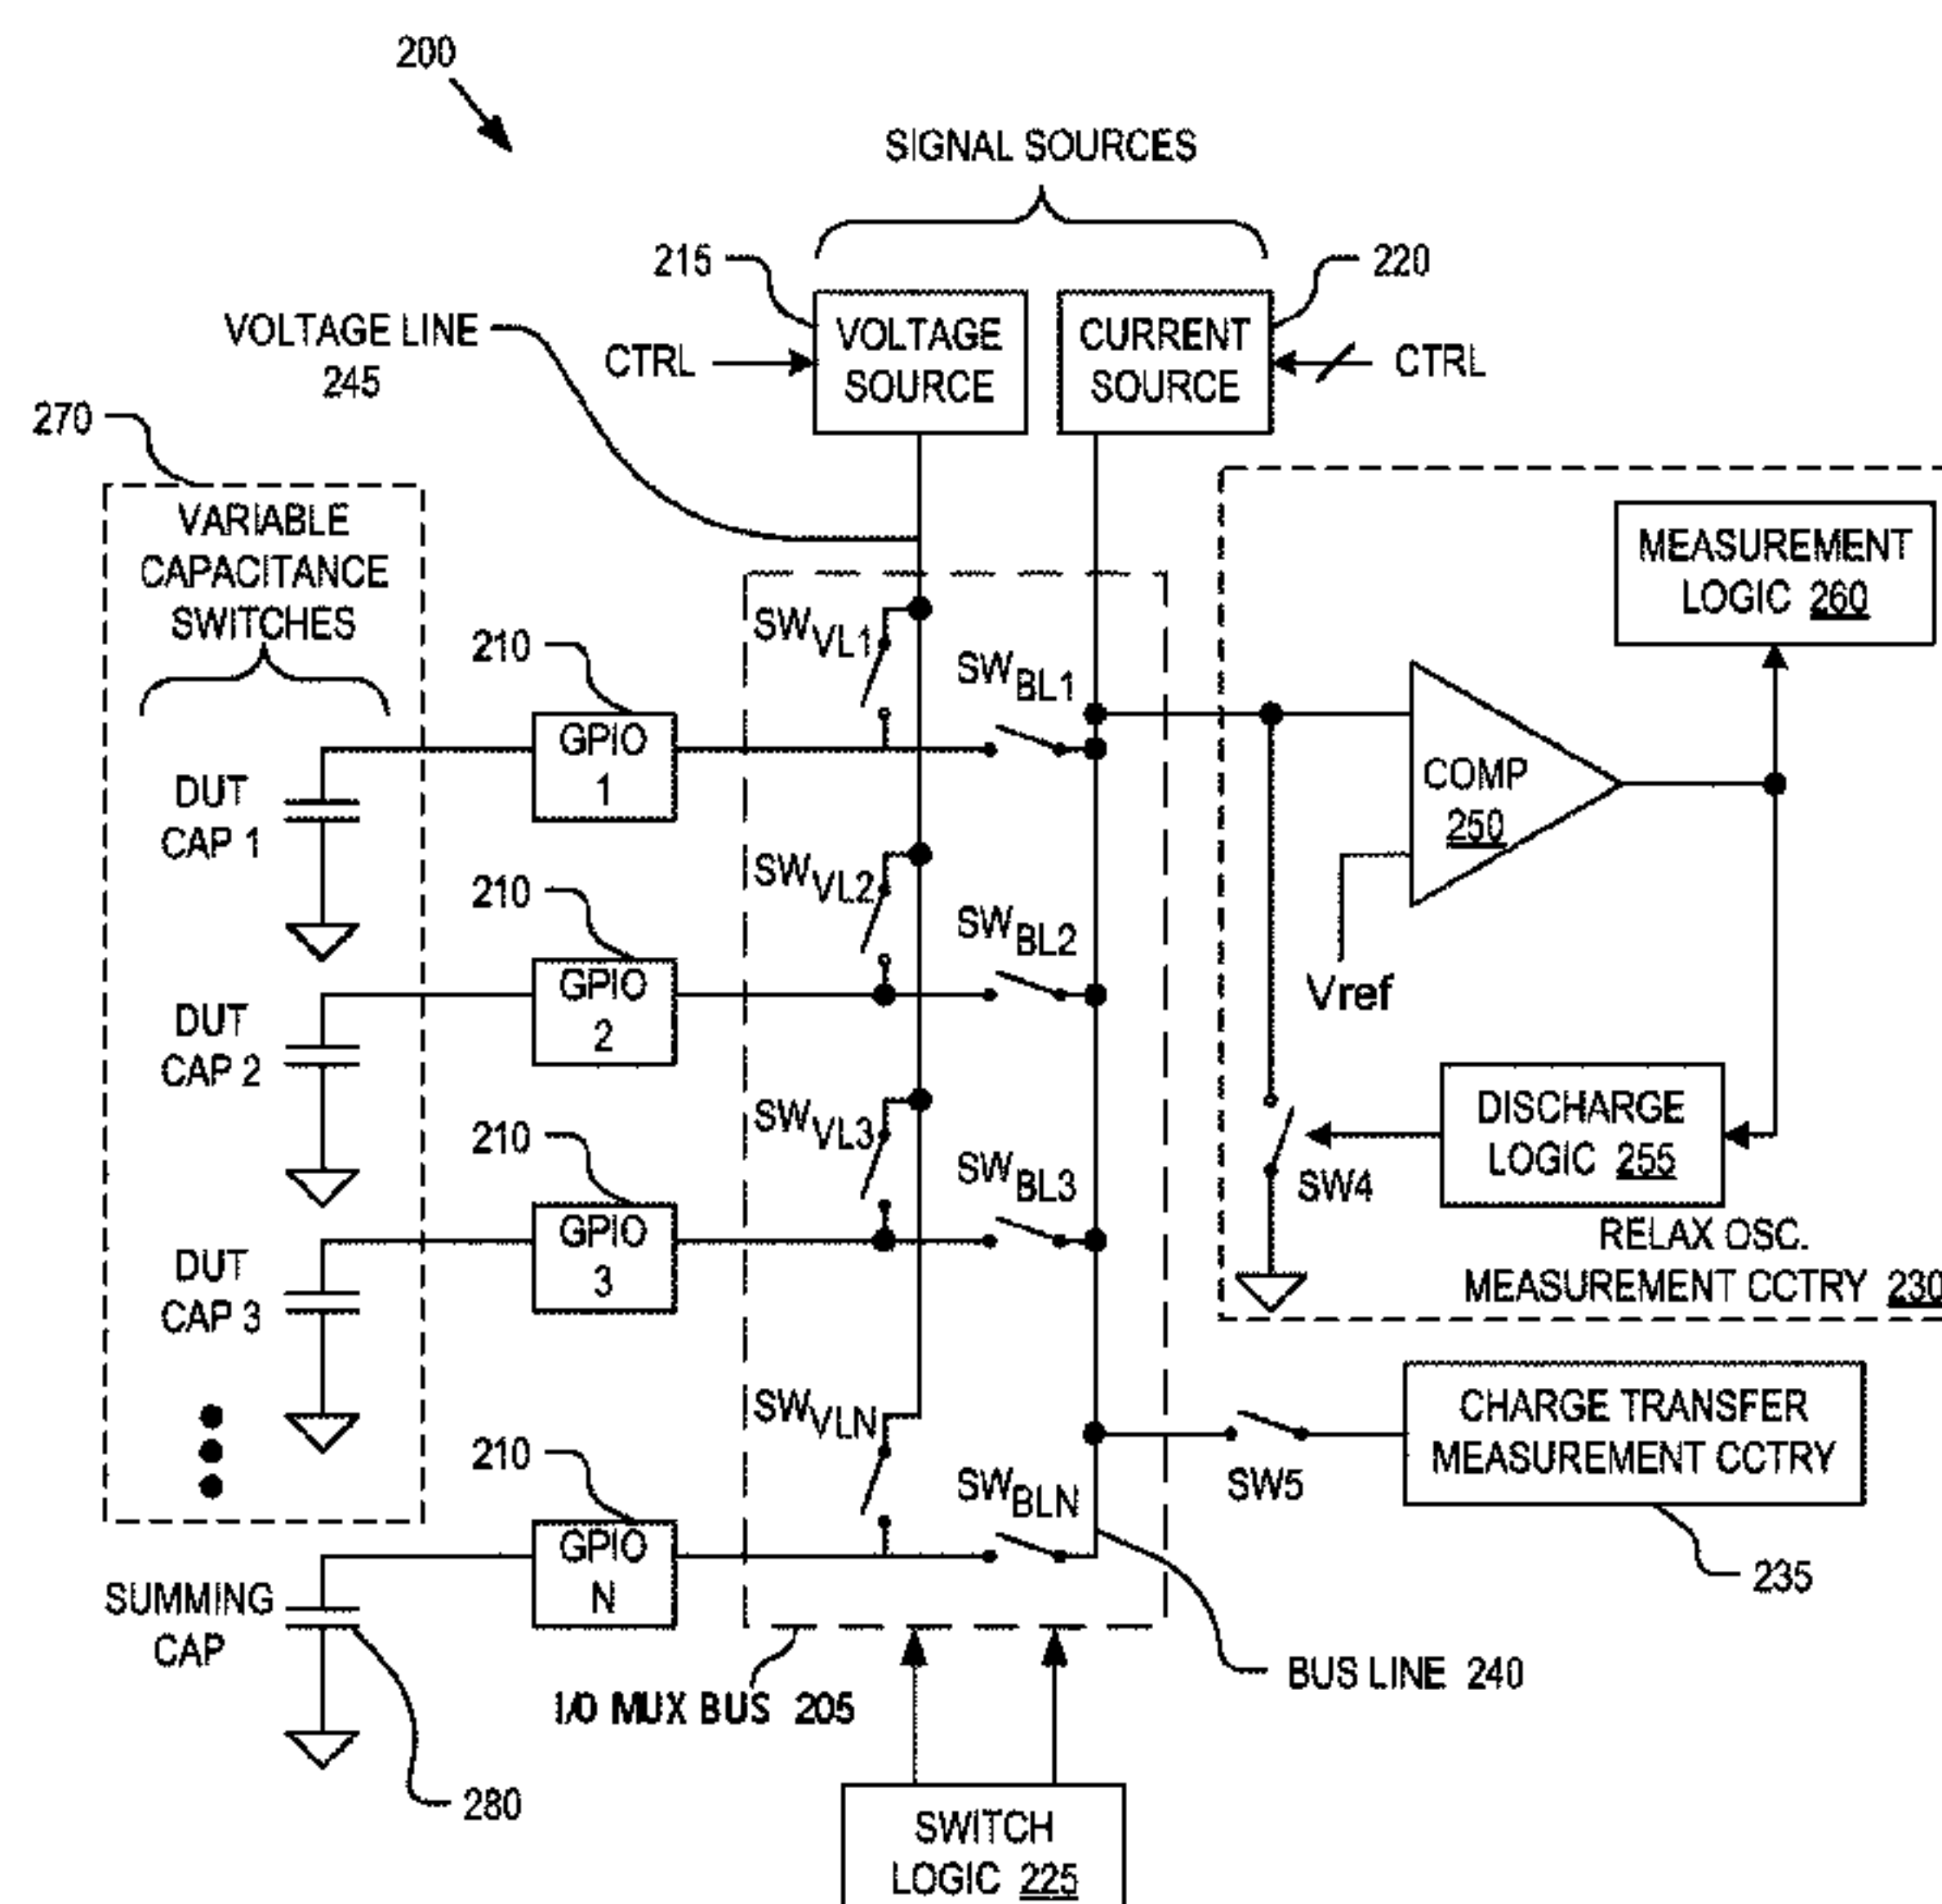 200
SIGNAL SOURCES
215
220
VOLTAGE LINE
245
CTRL
VOLTAGE
SOURCE
CURRENT
SOURCE
CTRL
270
VARIABLE
CAPACITANCE
SWITCHES
MEASUREMENT
LOGIC 260
SWVL1
210
SWBL1
GPIO
1
DUT
CAP 1
COMP
250
SWVL2
210
SWBL2
GPIO
2
Vref
DUT
CAP 2
SWVL3
210
SWBL3
DISCHARGE
LOGIC 255
SW4
GPIO
3
DUT
CAP 3
RELAX OSC.
MEASUREMENT CCTRY 230
SWVLN
CHARGE TRANSFER
MEASUREMENT CCTRY
210
SWBLN
SW5
GPIO
N
235
SUMMING
CAP
I/O MUX BUS 205
BUS LINE 240
280
SWITCH
LOGIC 225